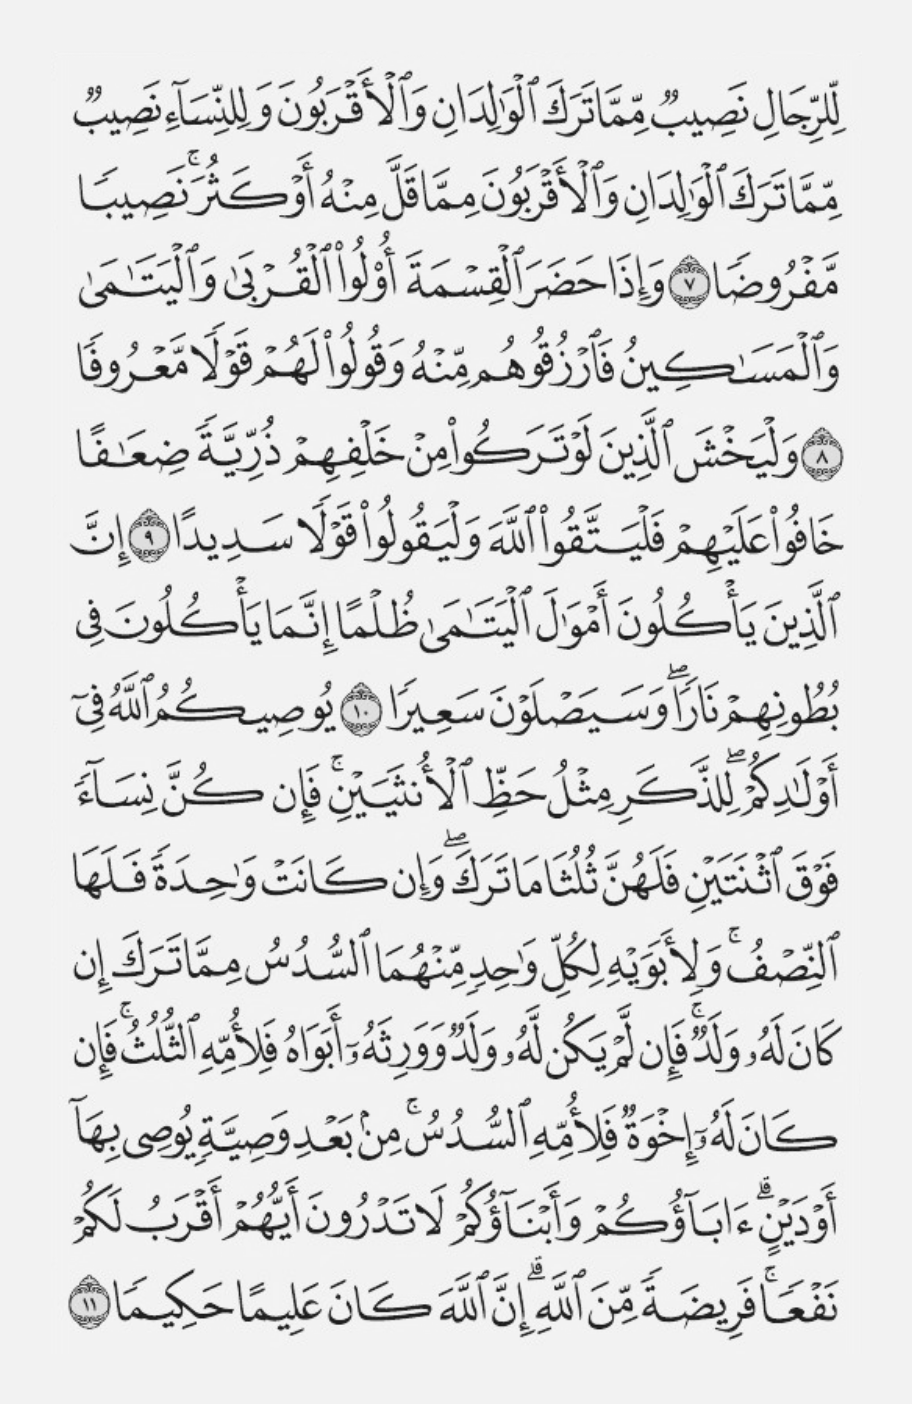 لِّلرِّجَالِ نَصِيبٌ مِّمَّا تَرَكَ ٱلْوَٰلِدَانِ وَٱلْأَقْرَبُونَ وَلِلنِّسَآءِ نَصِيبٌ
مِّمَّا تَرَكَ ٱلْوَٰلِدَانِ وَٱلْأَقْرَبُونَ مِمَّا قَلَّ مِنْهُ أَوْ كَثُرَ ۚ نَصِيبًا
مَّفْرُوضًا ٧ وَإِذَا حَضَرَ ٱلْقِسْمَةَ أُو۟لُوا۟ ٱلْقُرْبَىٰ وَٱلْيَتَـٰمَىٰ
وَٱلْمَسَـٰكِينُ فَٱرْزُقُوهُم مِّنْهُ وَقُولُوا۟ لَهُمْ قَوْلًا مَّعْرُوفًا
٨ وَلْيَخْشَ ٱلَّذِينَ لَوْ تَرَكُوا۟ مِنْ خَلْفِهِمْ ذُرِّيَّةً ضِعَـٰفًا
خَافُوا۟ عَلَيْهِمْ فَلْيَتَّقُوا۟ ٱللَّهَ وَلْيَقُولُوا۟ قَوْلًا سَدِيدًا ٩ إِنَّ
ٱلَّذِينَ يَأْكُلُونَ أَمْوَٰلَ ٱلْيَتَـٰمَىٰ ظُلْمًا إِنَّمَا يَأْكُلُونَ فِى
بُطُونِهِمْ نَارًا ۖ وَسَيَصْلَوْنَ سَعِيرًا ١٠ يُوصِيكُمُ ٱللَّهُ فِىٓ
أَوْلَـٰدِكُمْ ۖ لِلذَّكَرِ مِثْلُ حَظِّ ٱلْأُنثَيَيْنِ ۚ فَإِن كُنَّ نِسَآءً
فَوْقَ ٱثْنَتَيْنِ فَلَهُنَّ ثُلُثَا مَا تَرَكَ ۖ وَإِن كَانَتْ وَٰحِدَةً فَلَهَا
ٱلنِّصْفُ ۚ وَلِأَبَوَيْهِ لِكُلِّ وَٰحِدٍ مِّنْهُمَا ٱلسُّدُسُ مِمَّا تَرَكَ إِن
كَانَ لَهُۥ وَلَدٌ ۚ فَإِن لَّمْ يَكُن لَّهُۥ وَلَدٌ وَوَرِثَهُۥٓ أَبَوَاهُ فَلِأُمِّهِ ٱلثُّلُثُ ۚ فَإِن
كَانَ لَهُۥٓ إِخْوَةٌ فَلِأُمِّهِ ٱلسُّدُسُ ۚ مِنۢ بَعْدِ وَصِيَّةٍ يُوصِى بِهَآ
أَوْ دَيْنٍ ۗ ءَابَآؤُكُمْ وَأَبْنَآؤُكُمْ لَا تَدْرُونَ أَيُّهُمْ أَقْرَبُ لَكُمْ
نَفْعًا ۚ فَرِيضَةً مِّنَ ٱللَّهِ ۗ إِنَّ ٱللَّهَ كَانَ عَلِيمًا حَكِيمًا ١١